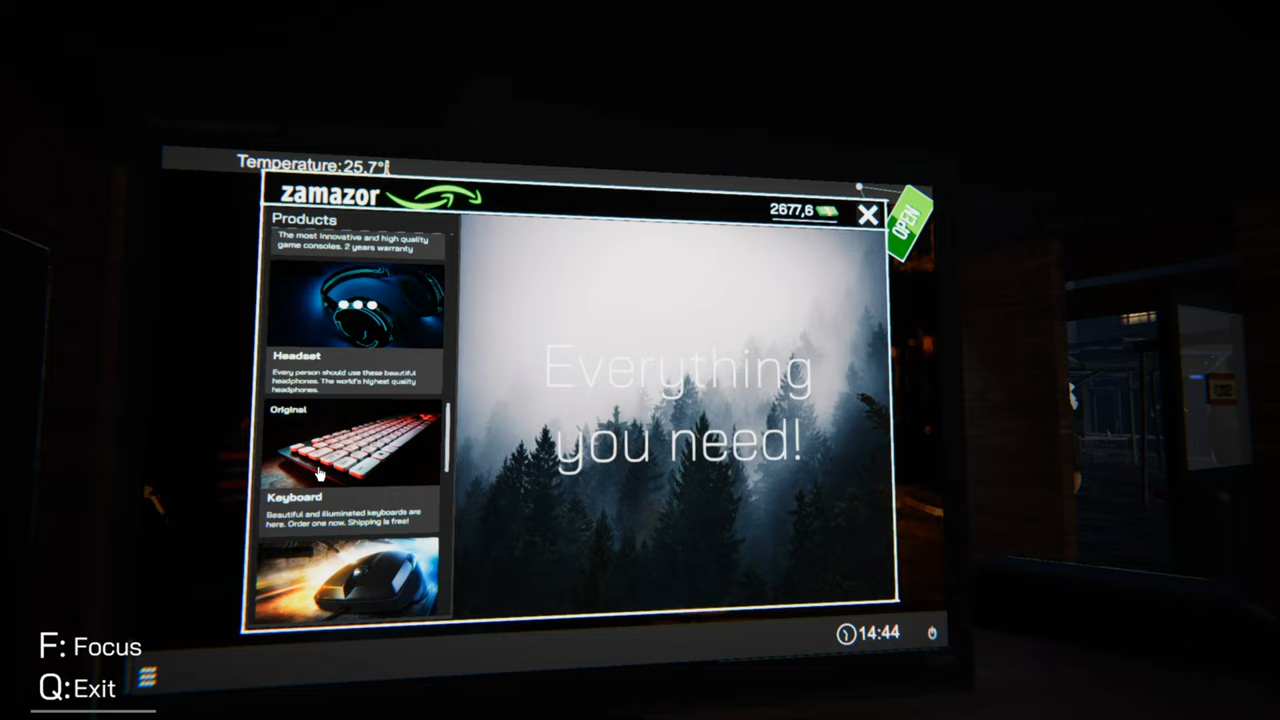 Temperature:25,7°
zamazor
2677,6
OPEN
Products
The most innovative and high quality
game consoles. 2 years warranty
Headset
Every person should use these beautiful
headphones. The world's highest quality
headphones.
Original
Keyboard
Beautiful and illuminated keyboards are
here. Order one now. Shipping is free!
Everything
you need!
14:44
F: Focus
Q:Exit